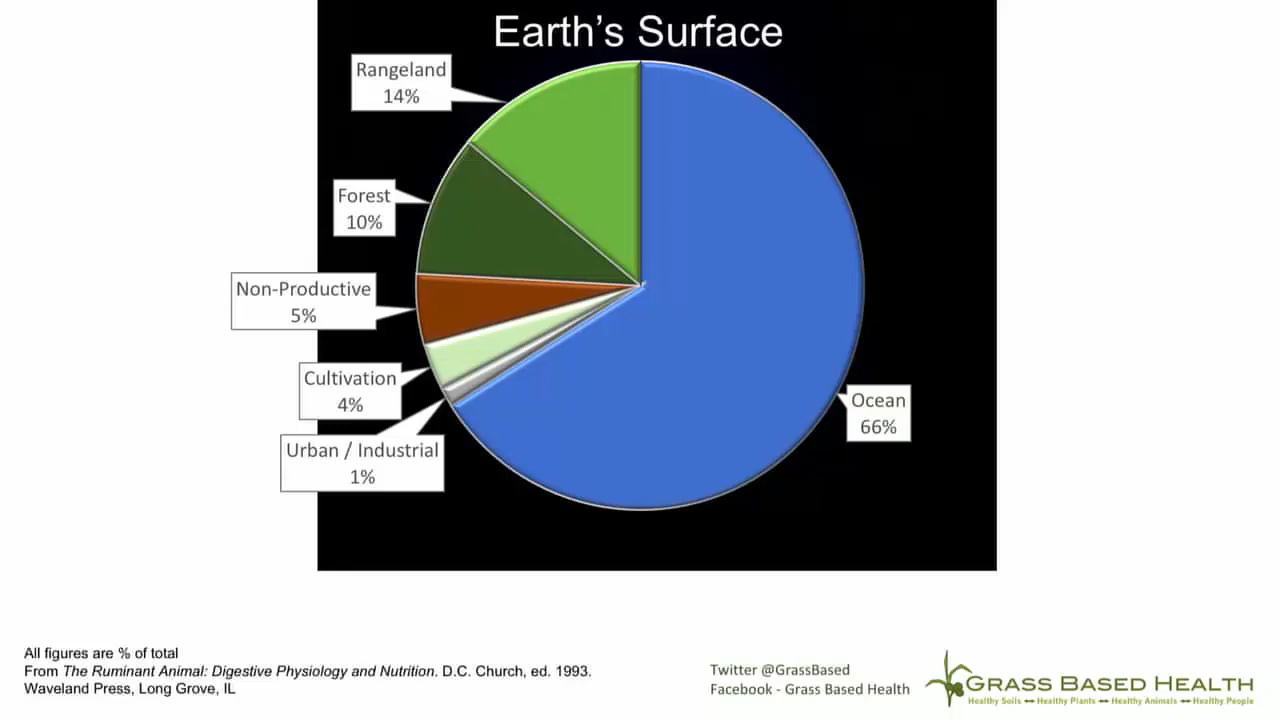 Earth's Surface
Rangeland
14%
Forest
10%
Non-Productive
5%
Cultivation
4%
Urban / Industrial
1%
Ocean
66%
All figures are % of total
From The Ruminant Animal: Digestive Physiology and Nutrition. D.C. Church, ed. 1993.
Waveland Press, Long Grove, IL
Twitter @GrassBased
Facebook - Grass Based Health
GRASS BASED HEALTH
Healthy Soils ↔ Healthy Plants ↔ Healthy Animals ↔ Healthy People